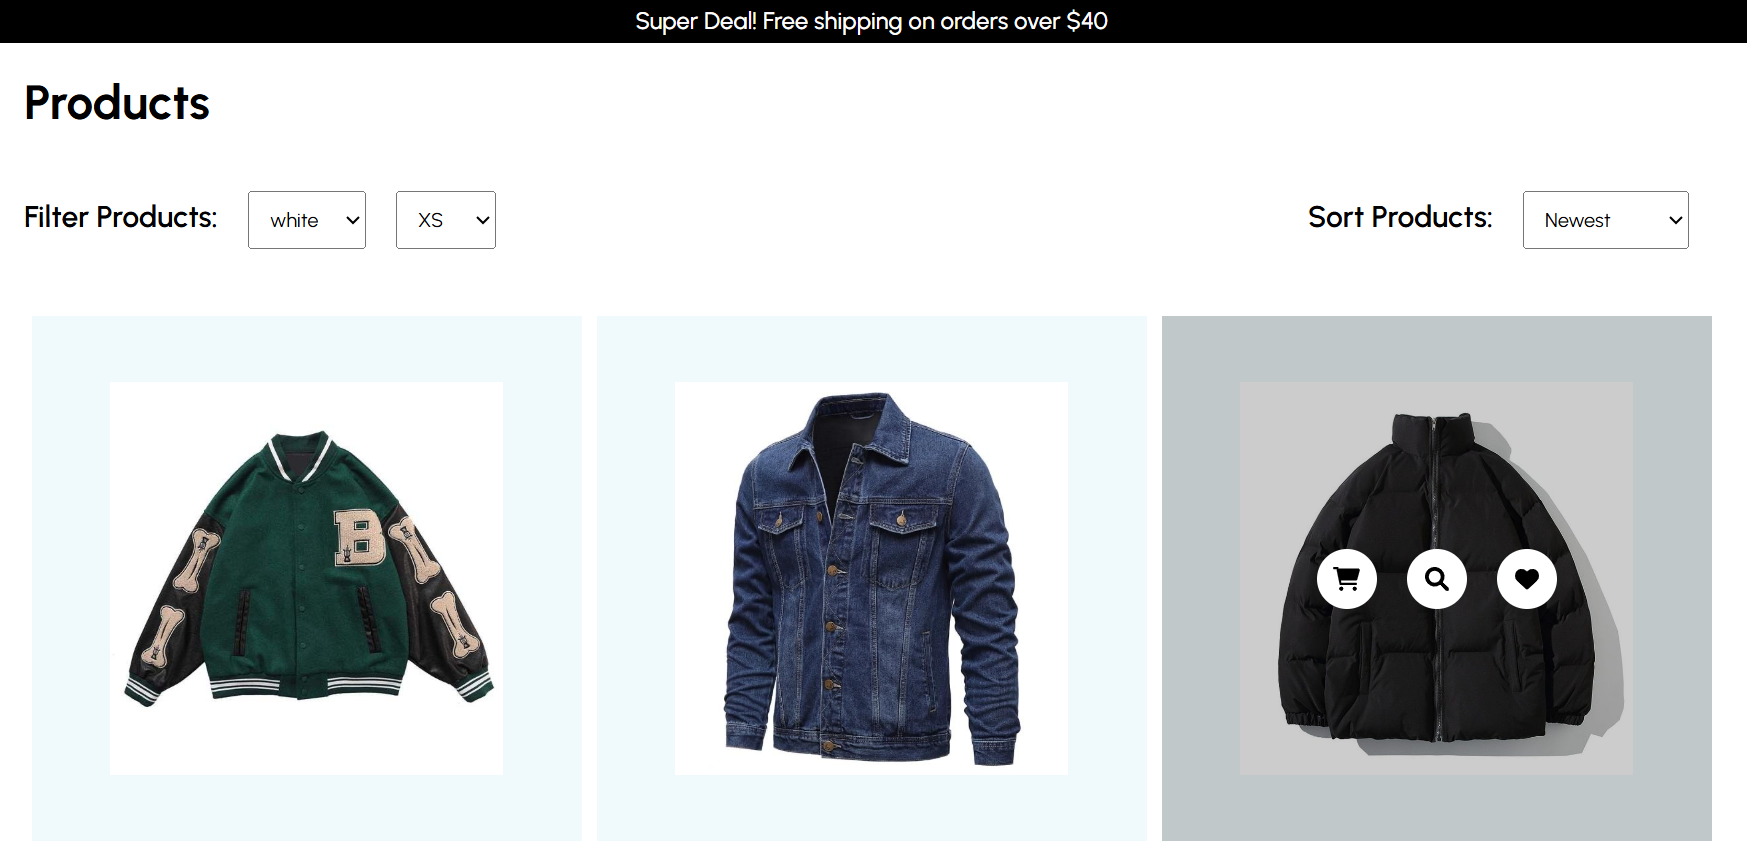 Super Deal! Free shipping on orders over $40
Products
Filter Products: white XS Sort Products: Newest
B